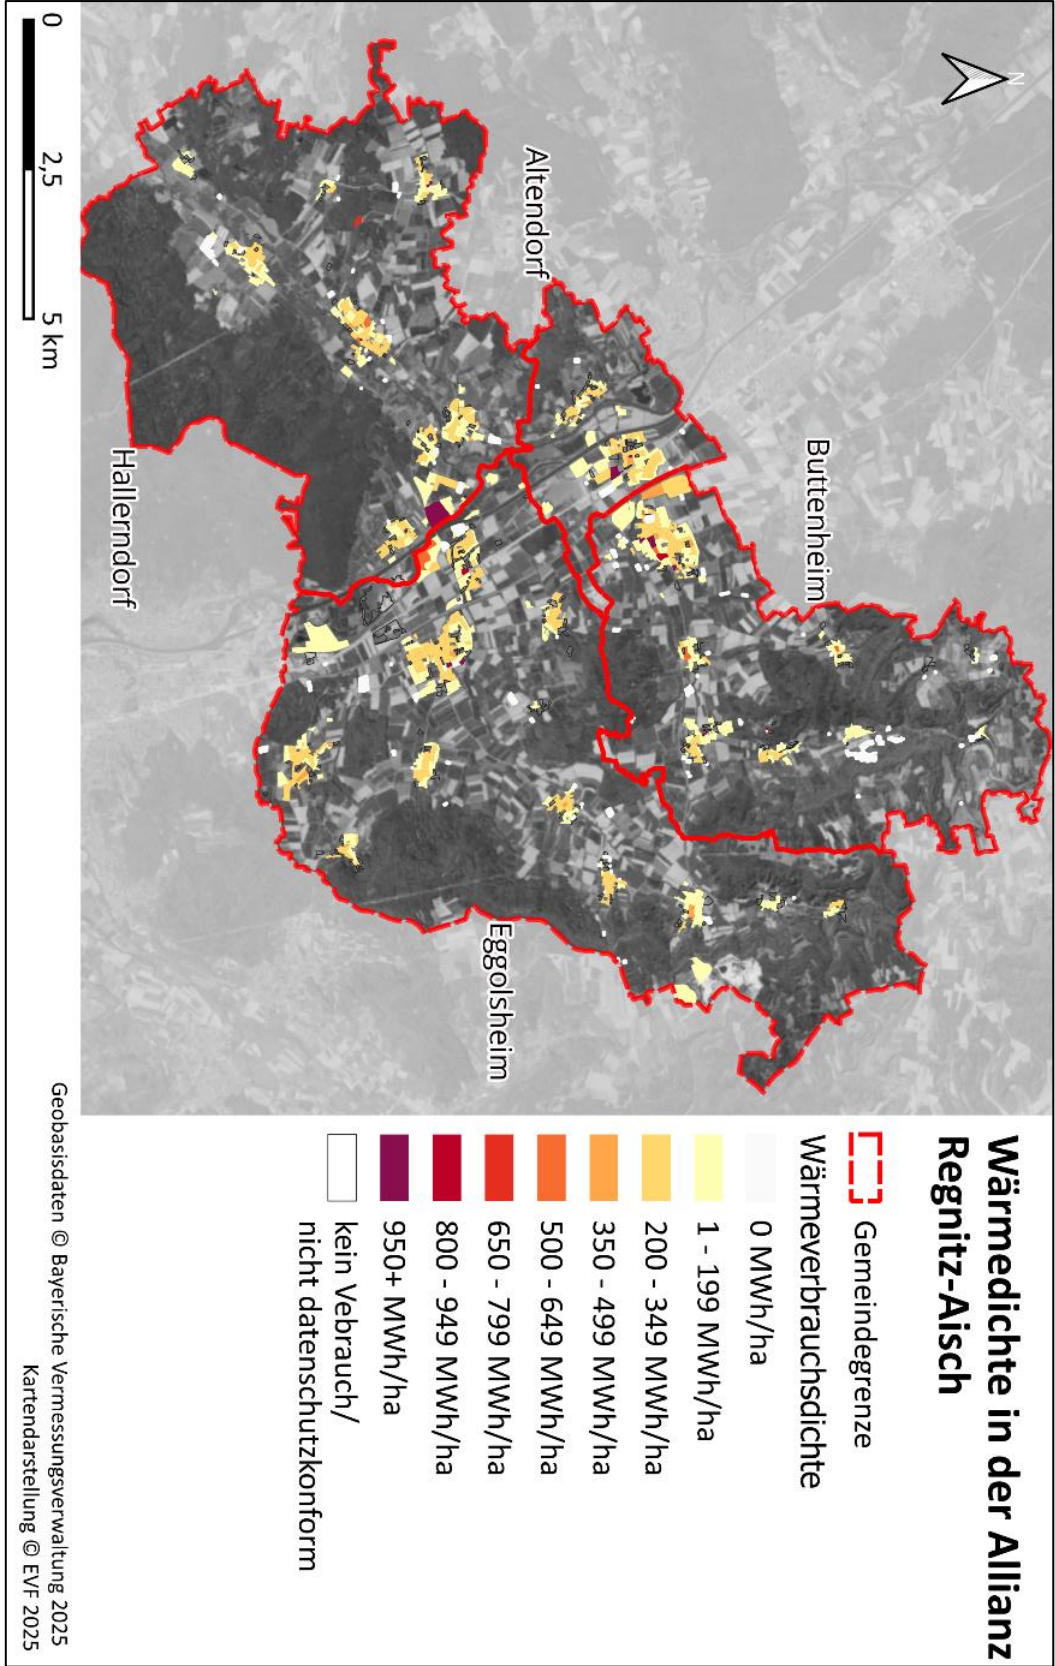 Wärmedichte in der Allianz
Regnitz-Aisch
Gemeindegrenze
Wärmeverbrauchsdichte
0 MWh/ha
1 - 199 MWh/ha
200 - 349 MWh/ha
350 - 499 MWh/ha
500 - 649 MWh/ha
650 - 799 MWh/ha
800 - 949 MWh/ha
950+ MWh/ha
kein Vebrauch/
nicht datenschutzkonform
Geobasisdaten © Bayerische Vermessungsverwaltung 2025
Kartendarstellung © EVF 2025
N
Buttenheim
Altendorf
Eggolsheim
Hallerndorf
0 2,5 5 km